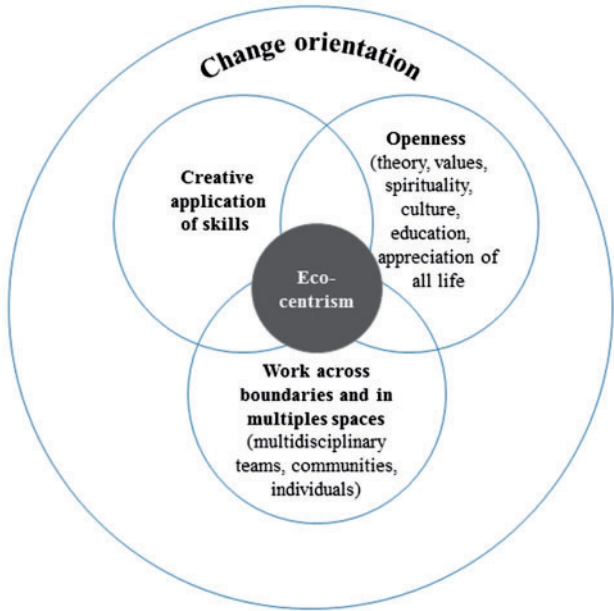 Change orientation
Creative
application
of skills
Openness
(theory, values,
spirituality,
culture,
education,
appreciation of
all life
Eco-
centrism
Work across
boundaries and in
multiples spaces
(multidisciplinary
teams, communities,
individuals)